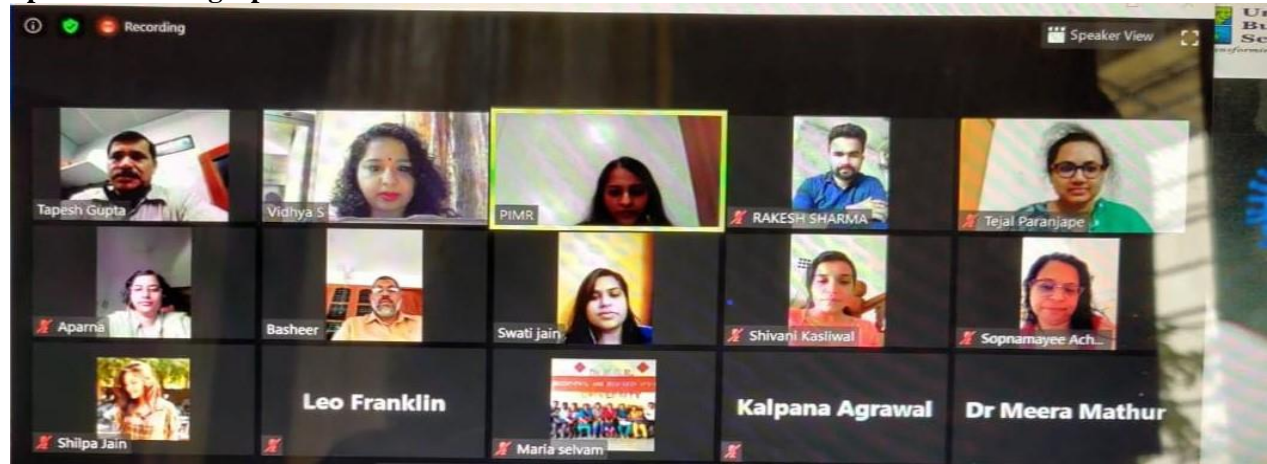 Recording
Speaker View
Tapesh Gupta
Vidhya S
PIMR
RAKESH SHARMA
Tejal Paranjape
Aparna
Basheer
Swati jain
Shivani Kasliwal
Sopnamayee Ach...
Shilpa Jain
Leo Franklin
Maria selvam
Kalpana Agrawal
Dr Meera Mathur